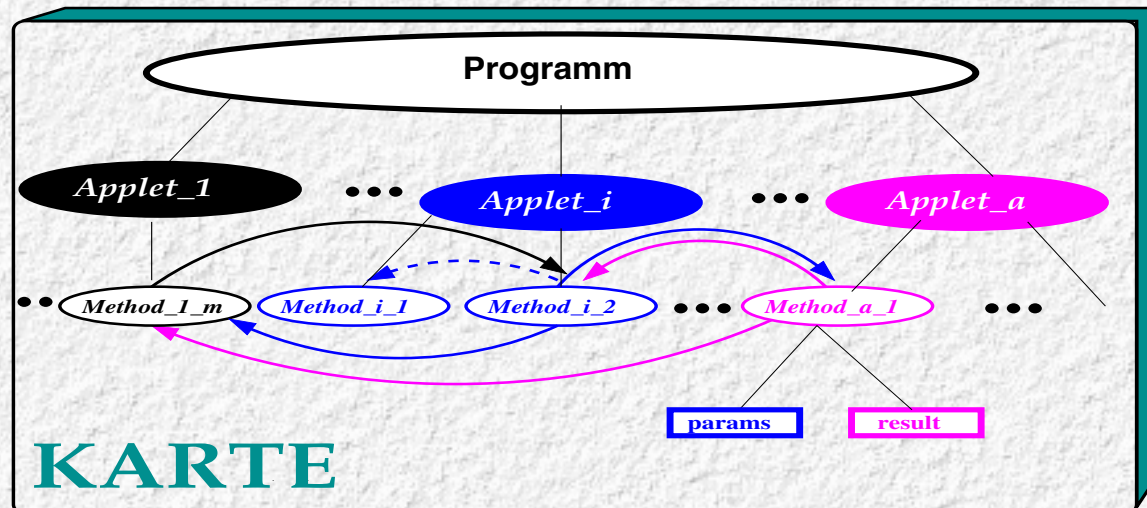 Programm
Applet_1 ••• Applet_i ••• Applet_a
•• Method_1_m Method_i_1 Method_i_2 ••• Method_a_1 •••
params result
KARTE